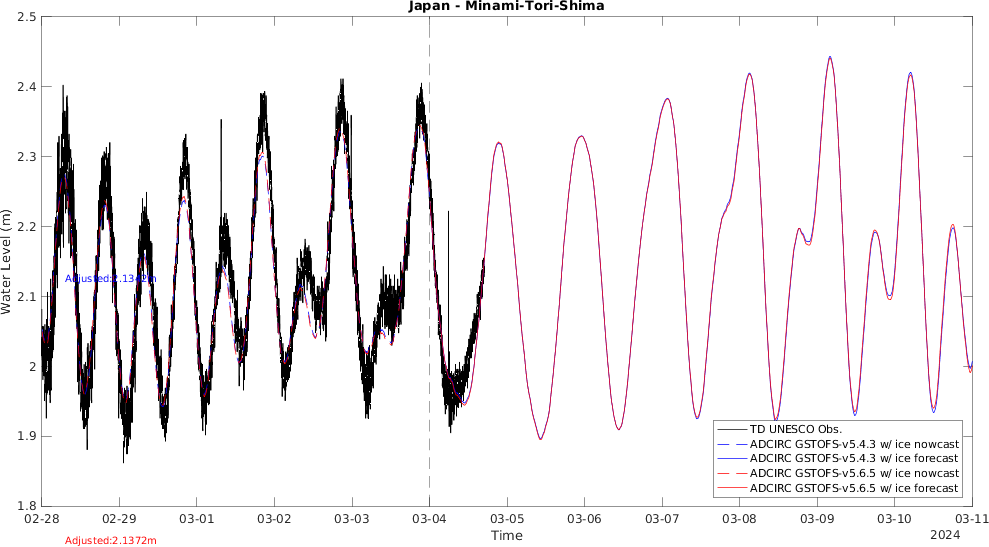 Japan - Minami-Tori-Shima
Water Level (m)
2.5
2.4
2.3
2.2
2.1
2
1.9
1.8
Adjusted:2.1342m
TD UNESCO Obs.
ADCIRC GSTOFS-v5.4.3 w/ ice nowcast
ADCIRC GSTOFS-v5.4.3 w/ ice forecast
ADCIRC GSTOFS-v5.6.5 w/ ice nowcast
ADCIRC GSTOFS-v5.6.5 w/ ice forecast
02-28 02-29 03-01 03-02 03-03 03-04 03-05 03-06 03-07 03-08 03-09 03-10 03-11
Time
2024
Adjusted:2.1372m